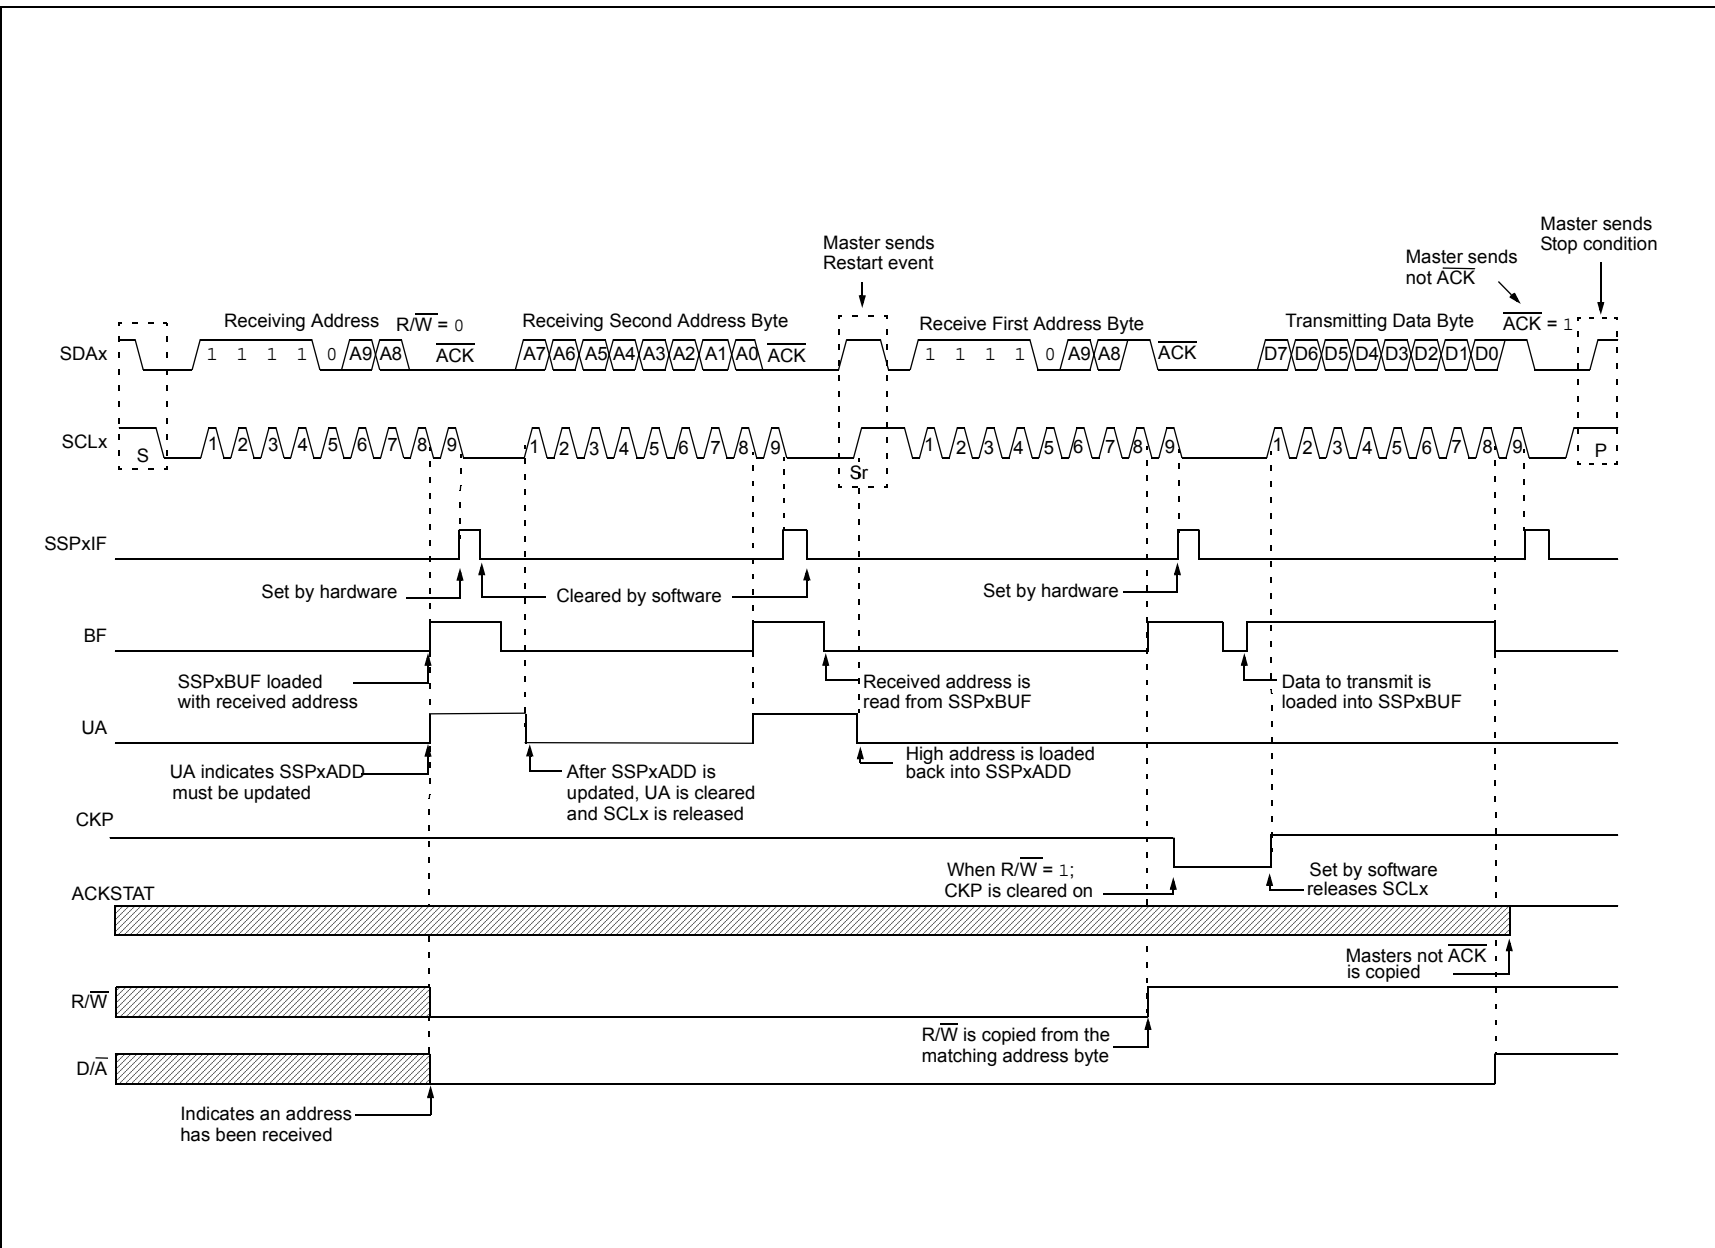 Master sends
Restart event
Master sends
not ACK
Master sends
Stop condition
Receiving Address R/W = 0
Receiving Second Address Byte
Receive First Address Byte
Transmitting Data Byte
ACK = 1
SDAx
1 1 1 1 0 A9 A8 ACK
A7 A6 A5 A4 A3 A2 A1 A0 ACK
1 1 1 1 0 A9 A8 ACK
D7 D6 D5 D4 D3 D2 D1 D0
SCLx
S
1 2 3 4 5 6 7 8 9
1 2 3 4 5 6 7 8 9
Sr
1 2 3 4 5 6 7 8 9
1 2 3 4 5 6 7 8 9
P
SSPxIF
Set by hardware
Cleared by software
Set by hardware
BF
SSPxBUF loaded
with received address
Received address is
read from SSPxBUF
Data to transmit is
loaded into SSPxBUF
UA
UA indicates SSPxADD
must be updated
After SSPxADD is
updated, UA is cleared
and SCLx is released
High address is loaded
back into SSPxADD
CKP
When R/W = 1;
CKP is cleared on
Set by software
releases SCLx
ACKSTAT
Masters not ACK
is copied
R/W
R/W is copied from the
matching address byte
D/A
Indicates an address
has been received